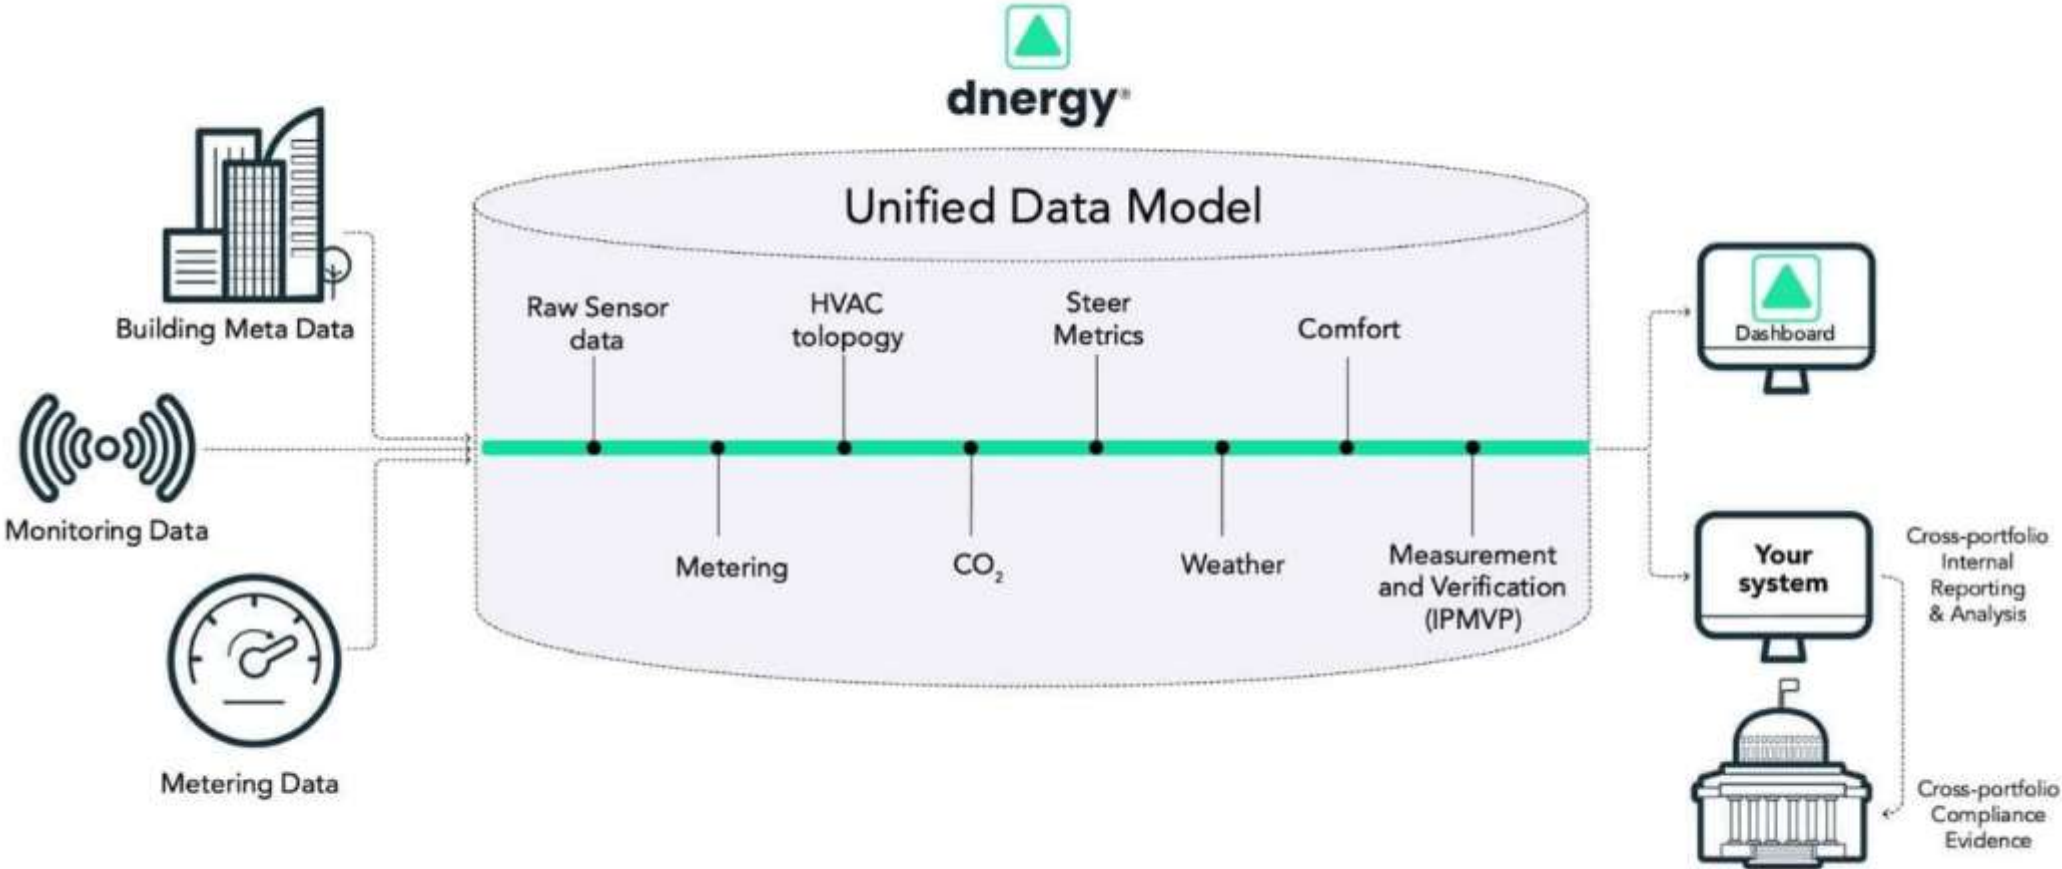 dnergy®
Unified Data Model
Building Meta Data
Monitoring Data
Metering Data
Raw Sensor
data
HVAC
tolopogy
Steer
Metrics
Comfort
Metering
CO₂
Weather
Measurement
and Verification
(IPMVP)
Dashboard
Your
system
Cross-portfolio
Internal
Reporting
& Analysis
Cross-portfolio
Compliance
Evidence